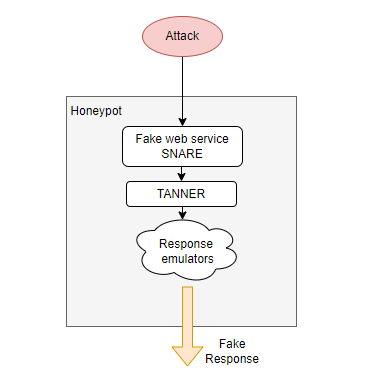 Attack
Honeypot
Fake web service
SNARE
TANNER
Response
emulators
Fake
Response